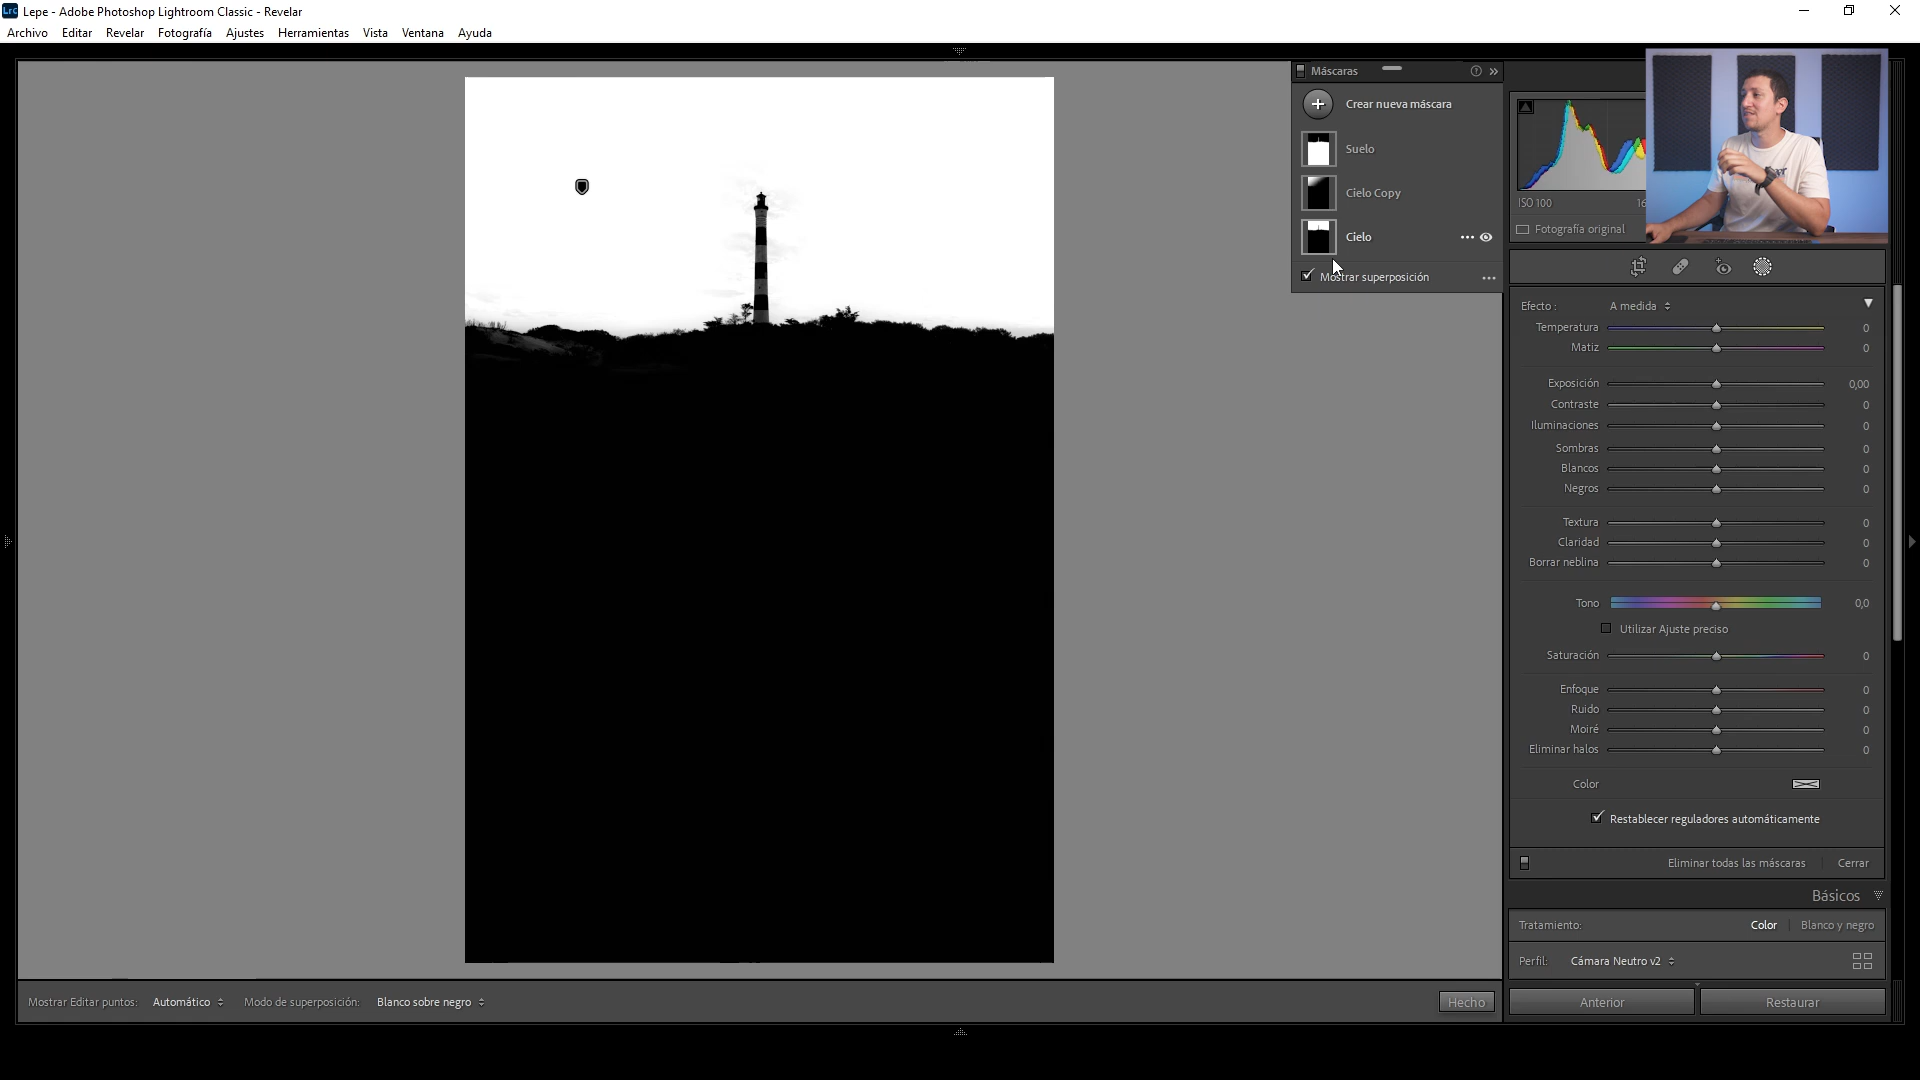 Lrc Lepe - Adobe Photoshop Lightroom Classic - Revelar
Archivo Editar Revelar Fotografía Ajustes Herramientas Vista Ventana Ayuda
Máscaras
Crear nueva máscara
Suelo
Cielo Copy
Cielo
Mostrar superposición
ISO 100 16
Fotografía original
Efecto : A medida
Temperatura 0
Matiz 0
Exposición 0,00
Contraste 0
Iluminaciones 0
Sombras 0
Blancos 0
Negros 0
Textura 0
Claridad 0
Borrar neblina 0
Tono 0,0
Utilizar Ajuste preciso
Saturación 0
Enfoque 0
Ruido 0
Moiré 0
Eliminar halos 0
Color
Restablecer reguladores automáticamente
Eliminar todas las máscaras Cerrar
Básicos
Tratamiento: Color Blanco y negro
Perfil: Cámara Neutro v2
Mostrar Editar puntos: Automático Modo de superposición: Blanco sobre negro Hecho
Anterior Restaurar